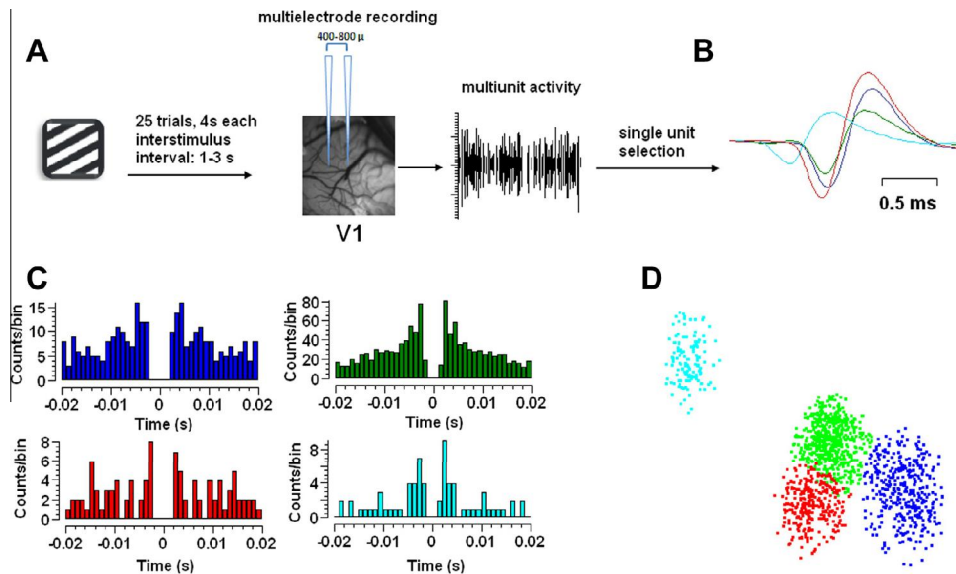 A
multielectrode recording
400-800 µ
25 trials, 4s each
interstimulus
interval: 1-3 s
V1
multiunit activity
single unit
selection
B
0.5 ms
C
Counts/bin
15
10
5
0
-0.02 -0.01 0 0.01 0.02
Time (s)
Counts/bin
80
60
40
20
0
-0.02 -0.01 0 0.01 0.02
Time (s)
Counts/bin
8
6
4
2
0
-0.02 -0.01 0 0.01 0.02
Time (s)
Counts/bin
8
4
0
-0.02 -0.01 0 0.01 0.02
Time (s)
D